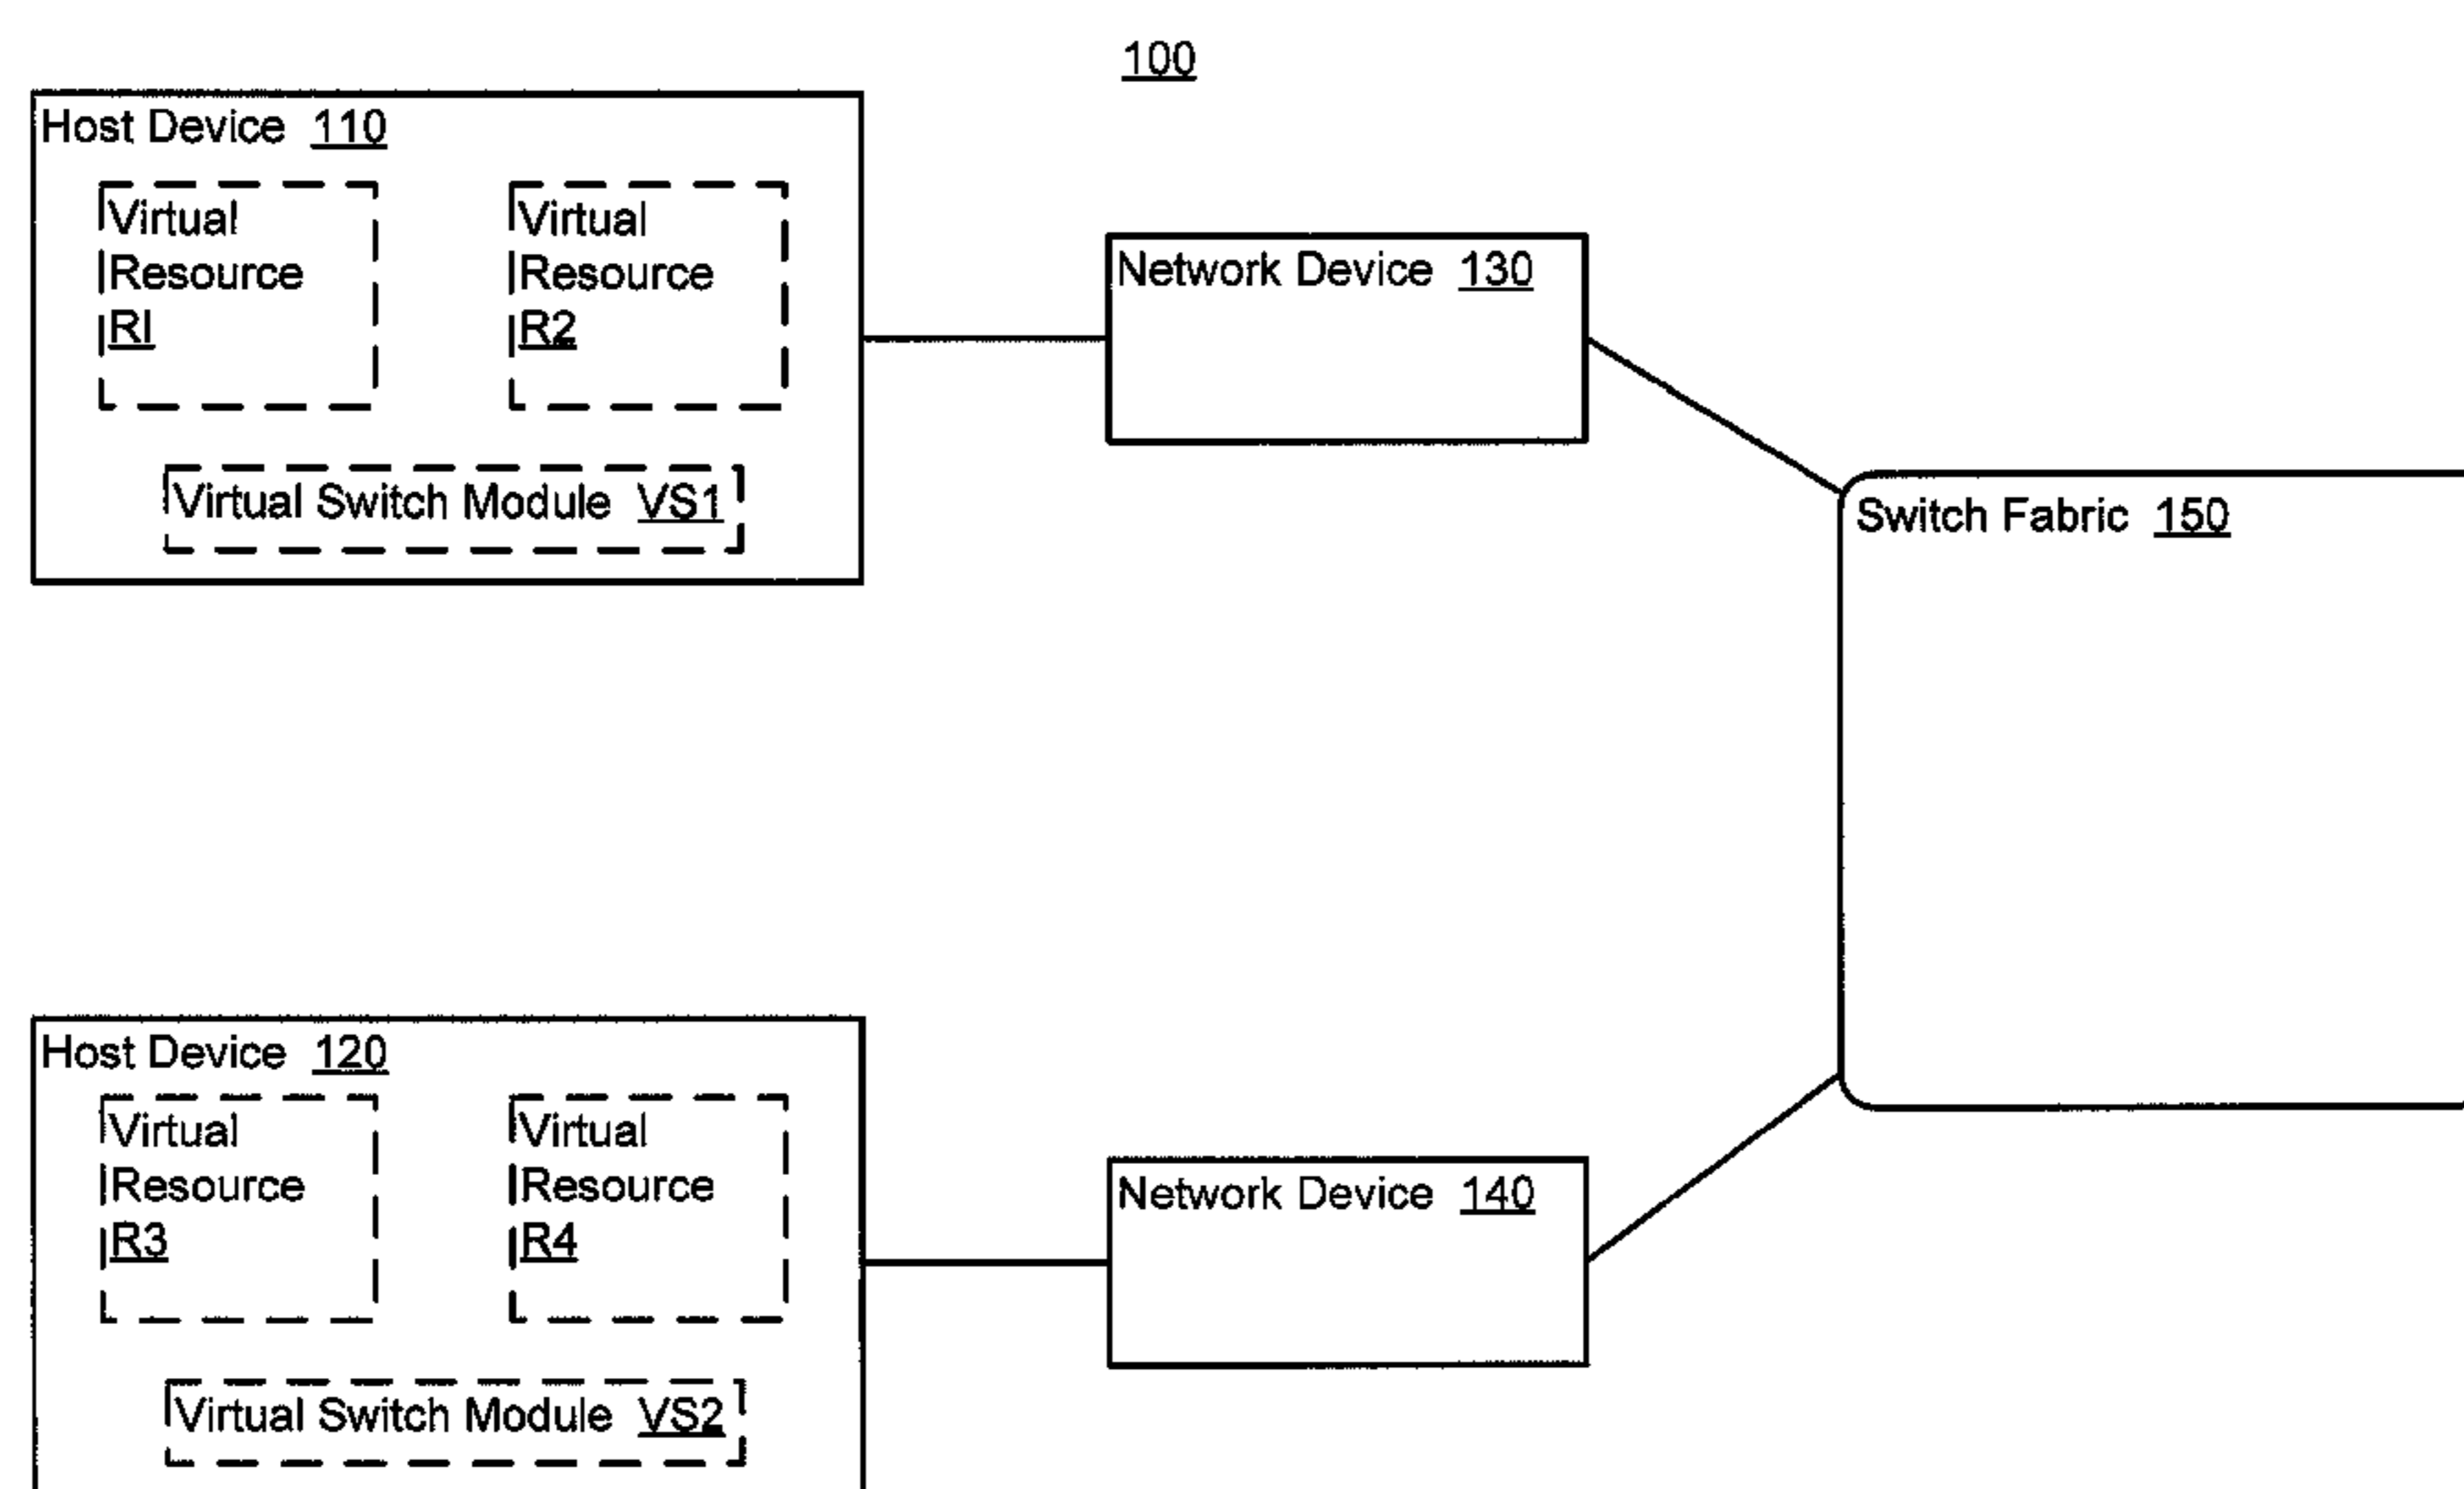 100
Host Device 110
Virtual
Resource
RI
Virtual
Resource
R2
Virtual Switch Module VS1
Network Device 130
Switch Fabric 150
Host Device 120
Virtual
Resource
R3
Virtual
Resource
R4
Virtual Switch Module VS2
Network Device 140